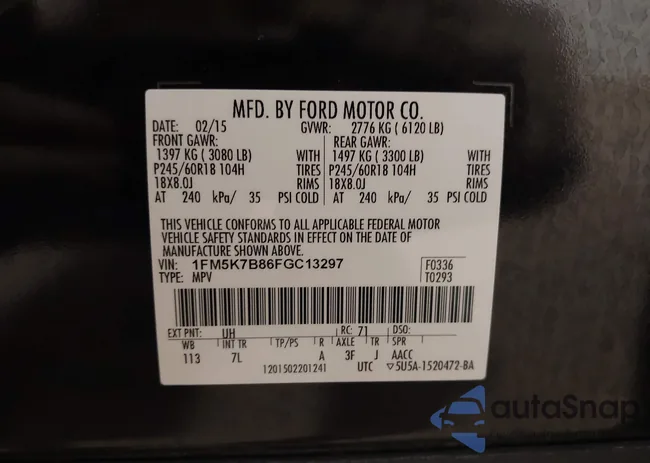 MFD. BY FORD MOTOR CO.
DATE: 02/15 GVWR: 2776 KG ( 6120 LB)
FRONT GAWR: REAR GAWR:
1397 KG ( 3080 LB) WITH 1497 KG ( 3300 LB) WITH
P245/60R18 104H TIRES P245/60R18 104H TIRES
18X8.0J RIMS 18X8.0J RIMS
AT 240 kPa/ 35 PSI COLD AT 240 kPa/ 35 PSI COLD
THIS VEHICLE CONFORMS TO ALL APPLICABLE FEDERAL MOTOR
VEHICLE SAFETY STANDARDS IN EFFECT ON THE DATE OF
MANUFACTURE SHOWN ABOVE.
VIN: 1FM5K7B86FGC13297 F0336
TYPE: MPV T0293
EXT PNT: UH RC: 71 DSO:
WB INT TR TP/PS R AXLE TR SPR
113 7L A 3F J AACC
1201502201241 UTC ▽5U5A-1520472-BA
autoSnap